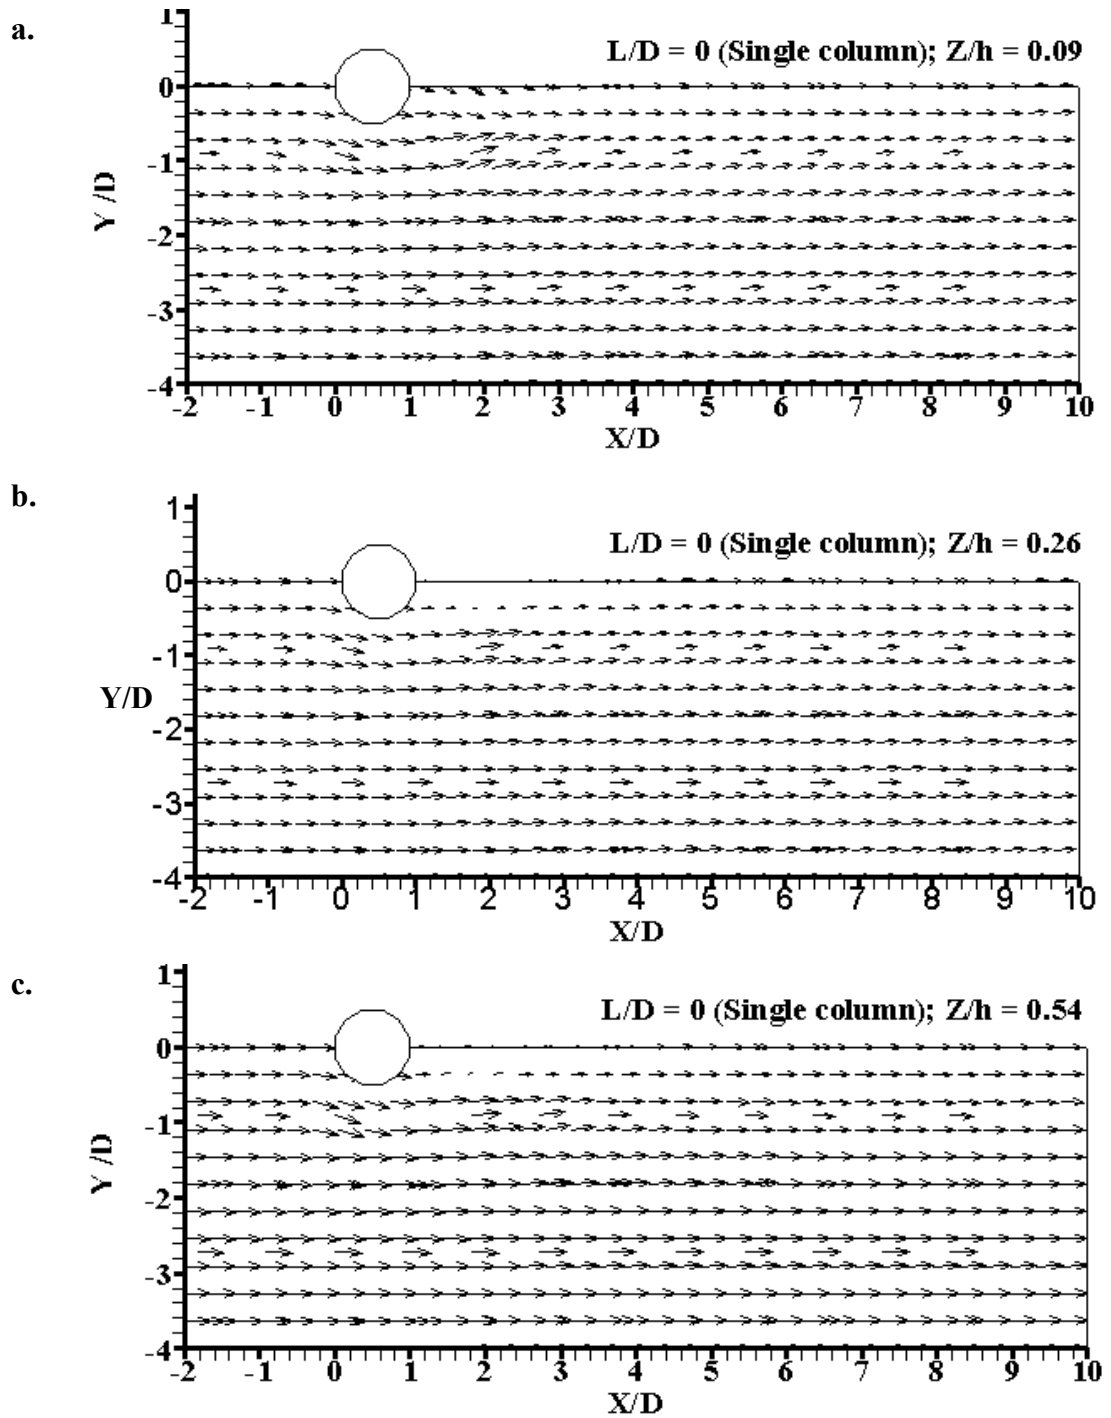 a.
L/D = 0 (Single column); Z/h = 0.09
1
0
-1
-2
-3
-4
Y /D
-2 -1 0 1 2 3 4 5 6 7 8 9 10
X/D
b.
L/D = 0 (Single column); Z/h = 0.26
1
0
-1
-2
-3
-4
Y/D
-2 -1 0 1 2 3 4 5 6 7 8 9 10
X/D
c.
L/D = 0 (Single column); Z/h = 0.54
1
0
-1
-2
-3
-4
Y /D
-2 -1 0 1 2 3 4 5 6 7 8 9 10
X/D